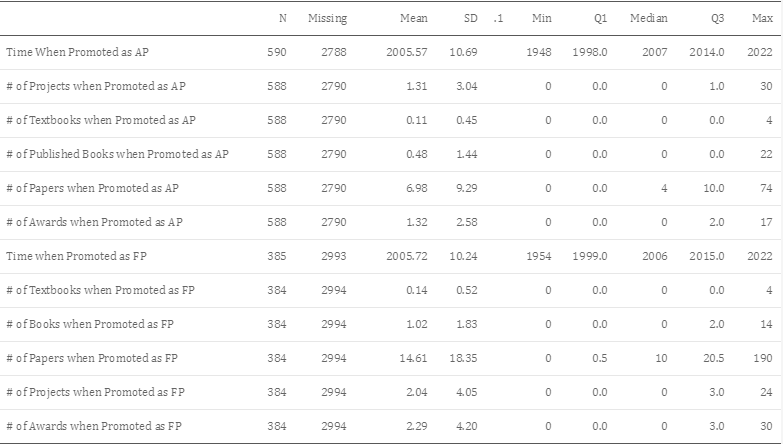 N Missing Mean SD .1 Min Q1 Median Q3 Max
Time When Promoted as AP 590 2788 2005.57 10.69 1948 1998.0 2007 2014.0 2022
# of Projects when Promoted as AP 588 2790 1.31 3.04 0 0.0 0 1.0 30
# of Textbooks when Promoted as AP 588 2790 0.11 0.45 0 0.0 0 0.0 4
# of Published Books when Promoted as AP 588 2790 0.48 1.44 0 0.0 0 0.0 22
# of Papers when Promoted as AP 588 2790 6.98 9.29 0 0.0 4 10.0 74
# of Awards when Promoted as AP 588 2790 1.32 2.58 0 0.0 0 2.0 17
Time when Promoted as FP 385 2993 2005.72 10.24 1954 1999.0 2006 2015.0 2022
# of Textbooks when Promoted as FP 384 2994 0.14 0.52 0 0.0 0 0.0 4
# of Books when Promoted as FP 384 2994 1.02 1.83 0 0.0 0 2.0 14
# of Papers when Promoted as FP 384 2994 14.61 18.35 0 0.5 10 20.5 190
# of Projects when Promoted as FP 384 2994 2.04 4.05 0 0.0 0 3.0 24
# of Awards when Promoted as FP 384 2994 2.29 4.20 0 0.0 0 3.0 30